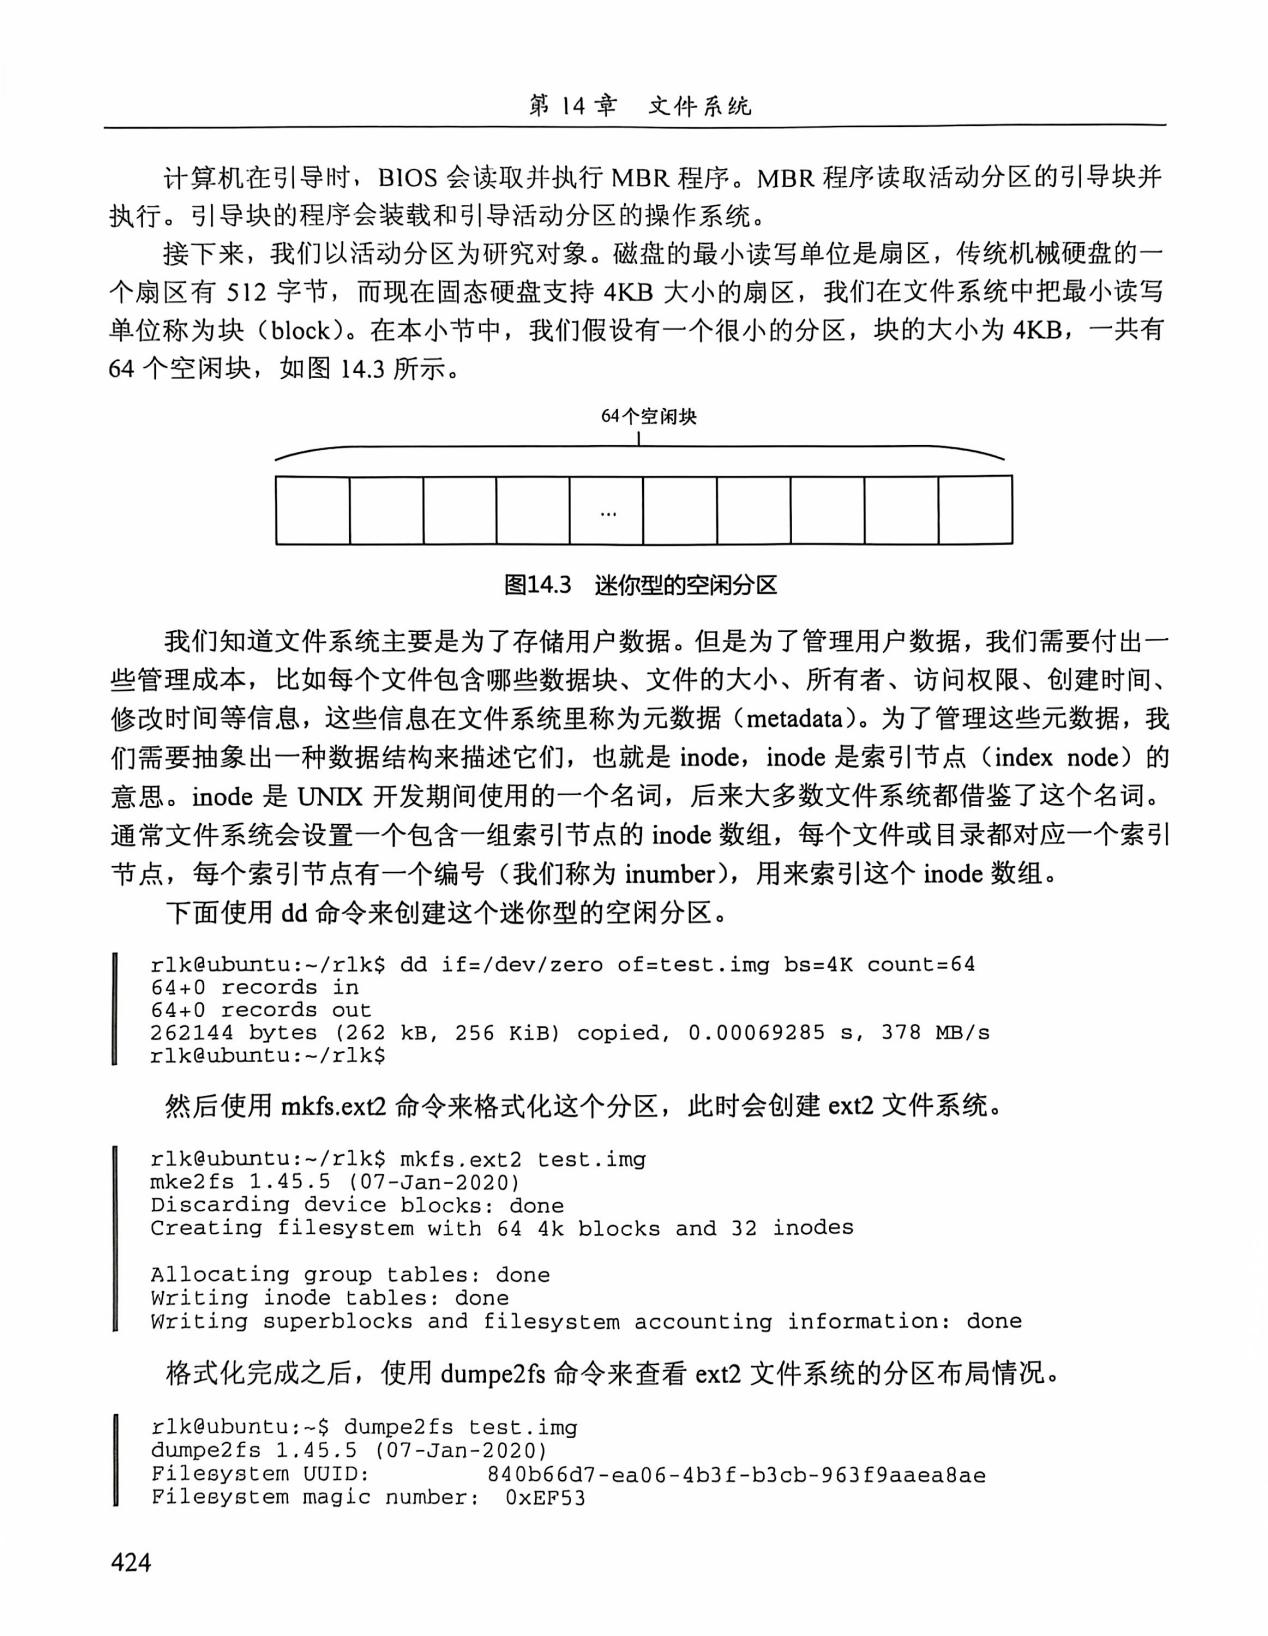 第 14 章 文件系统
计算机在引导时，BIOS 会读取并执行 MBR 程序。MBR 程序读取活动分区的引导块并
执行。引导块的程序会装载和引导活动分区的操作系统。
接下来，我们以活动分区为研究对象。磁盘的最小读写单位是扇区，传统机械硬盘的一
个扇区有 512 字节，而现在固态硬盘支持 4KB 大小的扇区，我们在文件系统中把最小读写
单位称为块（block）。在本小节中，我们假设有一个很小的分区，块的大小为 4KB，一共有
64 个空闲块，如图 14.3 所示。
64个空闲块
...
图14.3 迷你型的空闲分区
我们知道文件系统主要是为了存储用户数据。但是为了管理用户数据，我们需要付出一
些管理成本，比如每个文件包含哪些数据块、文件的大小、所有者、访问权限、创建时间、
修改时间等信息，这些信息在文件系统里称为元数据（metadata）。为了管理这些元数据，我
们需要抽象出一种数据结构来描述它们，也就是 inode，inode 是索引节点（index node）的
意思。inode 是 UNIX 开发期间使用的一个名词，后来大多数文件系统都借鉴了这个名词。
通常文件系统会设置一个包含一组索引节点的 inode 数组，每个文件或目录都对应一个索引
节点，每个索引节点有一个编号（我们称为 inumber），用来索引这个 inode 数组。
下面使用 dd 命令来创建这个迷你型的空闲分区。
rlk@ubuntu:~/rlk$ dd if=/dev/zero of=test.img bs=4K count=64
64+0 records in
64+0 records out
262144 bytes (262 kB, 256 KiB) copied, 0.00069285 s, 378 MB/s
rlk@ubuntu:~/rlk$
然后使用 mkfs.ext2 命令来格式化这个分区，此时会创建 ext2 文件系统。
rlk@ubuntu:~/rlk$ mkfs.ext2 test.img
mke2fs 1.45.5 (07-Jan-2020)
Discarding device blocks: done
Creating filesystem with 64 4k blocks and 32 inodes
Allocating group tables: done
Writing inode tables: done
Writing superblocks and filesystem accounting information: done
格式化完成之后，使用 dumpe2fs 命令来查看 ext2 文件系统的分区布局情况。
rlk@ubuntu:~$ dumpe2fs test.img
dumpe2fs 1.45.5 (07-Jan-2020)
Filesystem UUID: 840b66d7-ea06-4b3f-b3cb-963f9aaea8ae
Filesystem magic number: 0xEF53
424